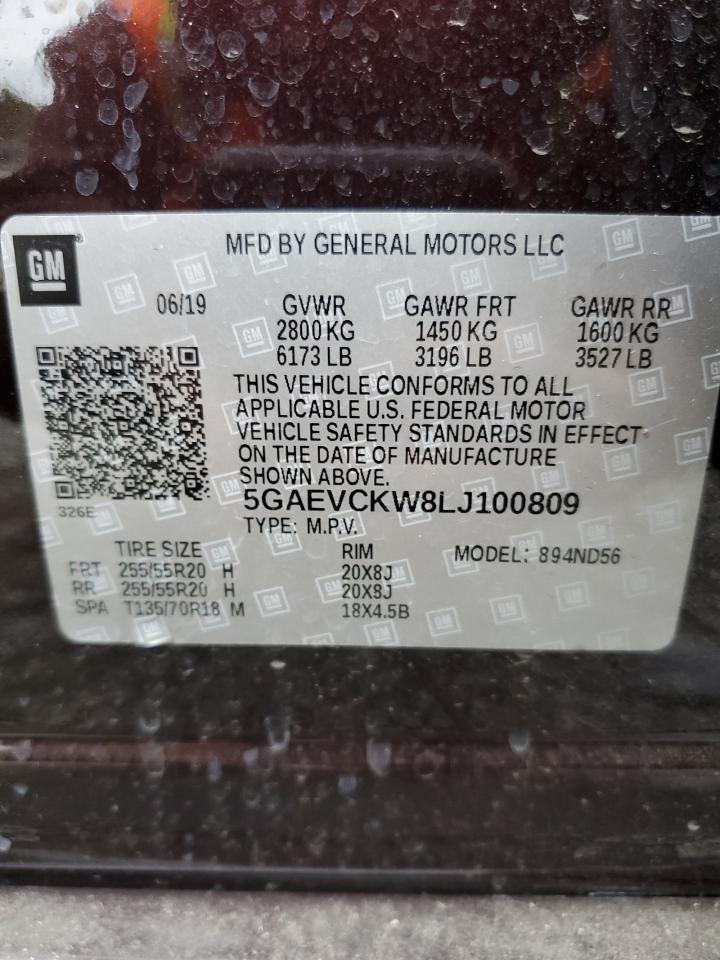 GM
MFD BY GENERAL MOTORS LLC
06/19 GVWR GAWR FRT GAWR RR
2800 KG 1450 KG 1600 KG
6173 LB 3196 LB 3527 LB
THIS VEHICLE CONFORMS TO ALL
APPLICABLE U.S. FEDERAL MOTOR
VEHICLE SAFETY STANDARDS IN EFFECT
ON THE DATE OF MANUFACTURE
SHOWN ABOVE.
326E
5GAEVCKW8LJ100809
TYPE: M.P.V.
TIRE SIZE RIM MODEL: 894ND56
FRT 255/55R20 H 20X8J
RR 255/55R20 H 20X8J
SPA T135/70R18 M 18X4.5B